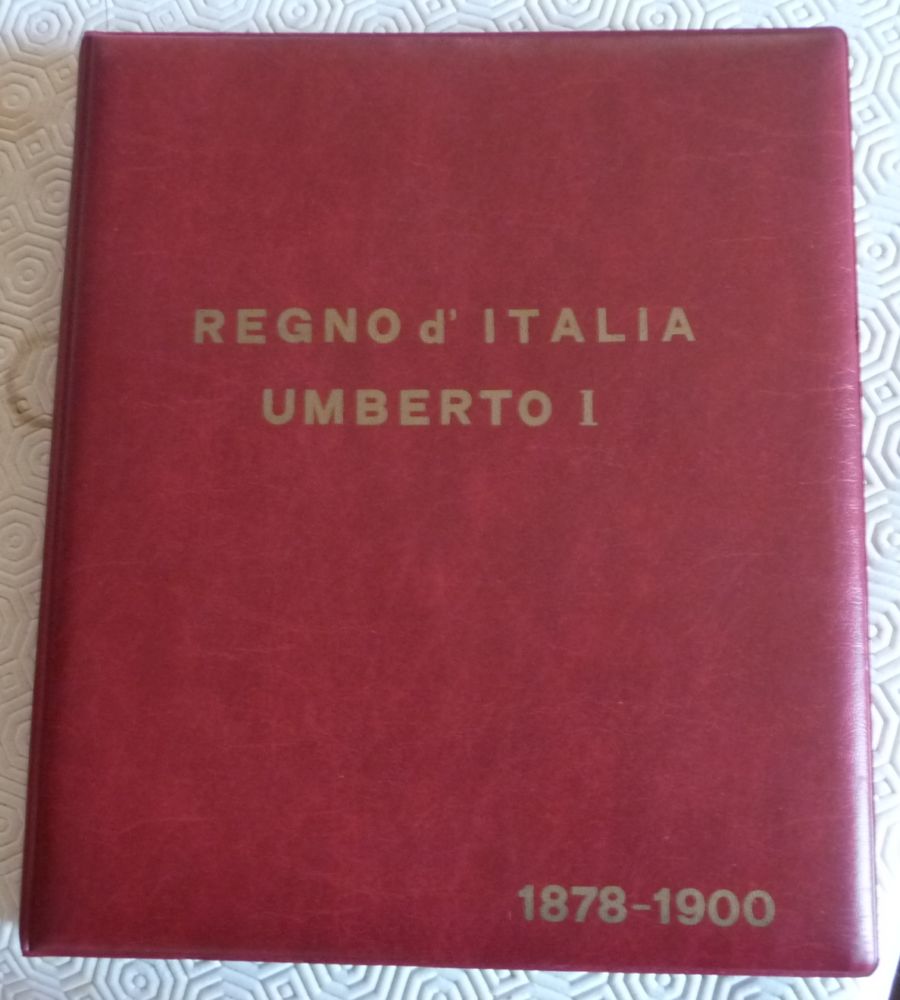 REGNO d' ITALIA
UMBERTO I
1878-1900